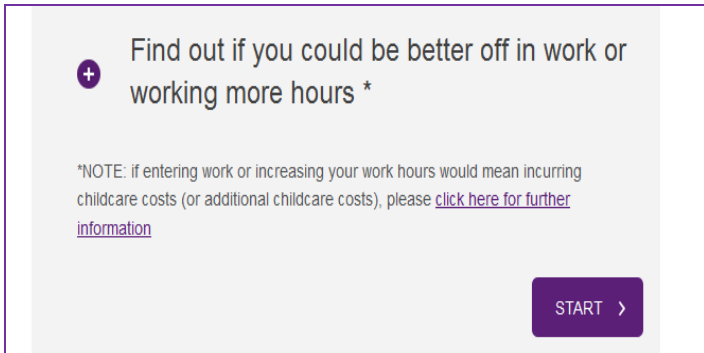 Find out if you could be better off in work or
working more hours *
*NOTE: if entering work or increasing your work hours would mean incurring
childcare costs (or additional childcare costs), please click here for further
information
START